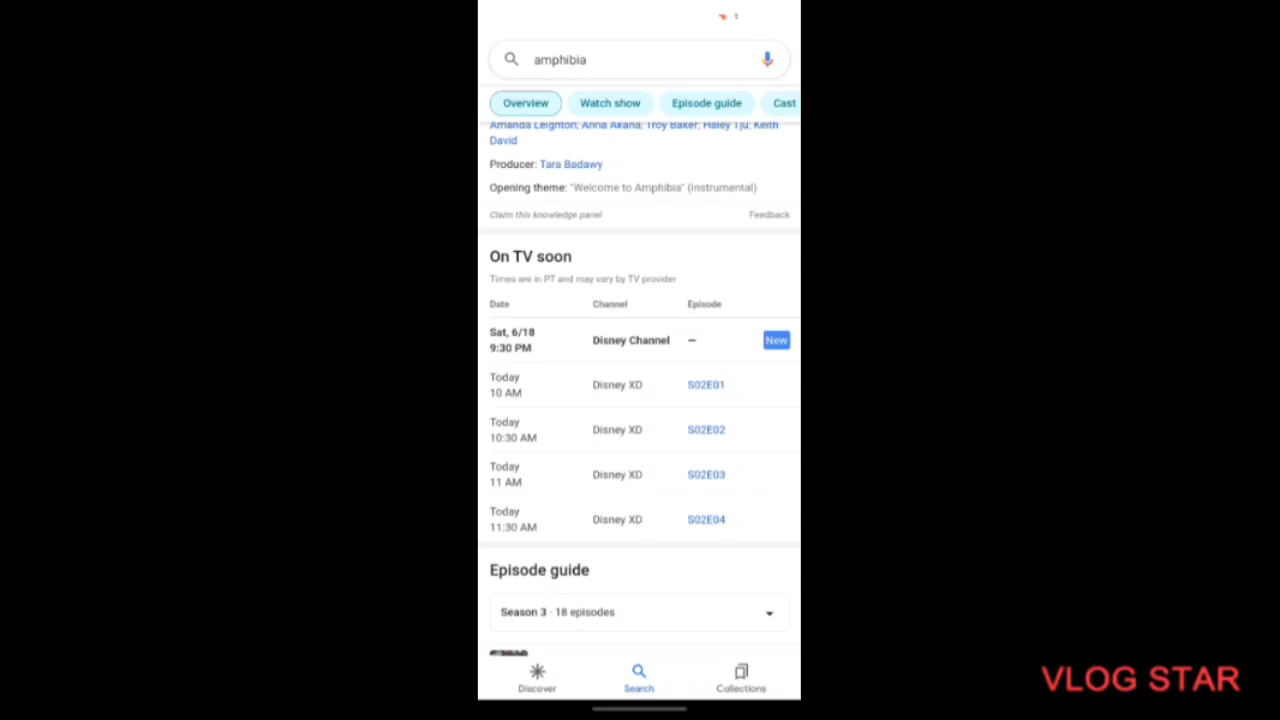 amphibia
Overview
Watch show
Episode guide
Cast
Amanda Leighton; Anna Akana; Troy Baker; Haley Tju; Keith
David
Producer: Tara Badawy
Opening theme: "Welcome to Amphibia" (instrumental)
Claim this knowledge panel
Feedback
On TV soon
Times are in PT and may vary by TV provider
Date Channel Episode
Sat, 6/18
9:30 PM
Disney Channel
–
New
Today
10 AM
Disney XD
S02E01
Today
10:30 AM
Disney XD
S02E02
Today
11 AM
Disney XD
S02E03
Today
11:30 AM
Disney XD
S02E04
Episode guide
Season 3 · 18 episodes
Discover
Search
Collections
VLOG STAR